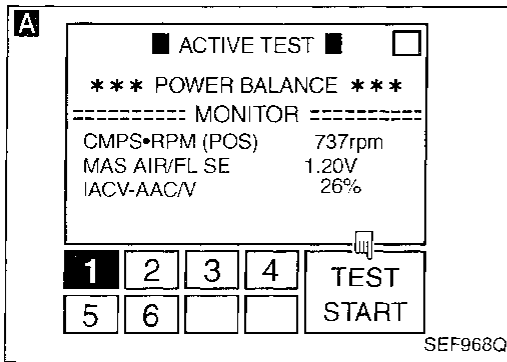 A
■ ACTIVE TEST ■
*** POWER BALANCE ***
========= MONITOR =========
CMPS•RPM (POS) 737rpm
MAS AIR/FL SE 1.20V
IACV-AAC/V 26%
1 2 3 4 TEST
5 6 START
SEF968Q